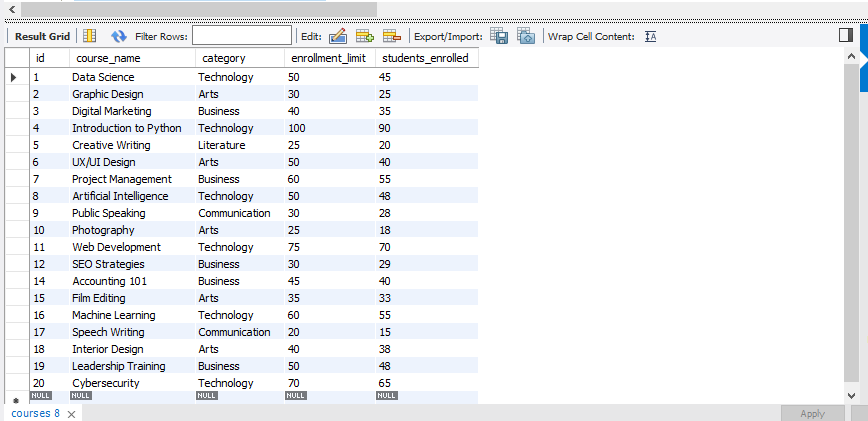 Result Grid Filter Rows: Edit: Export/Import: Wrap Cell Content: IA
id course_name category enrollment_limit students_enrolled
1 Data Science Technology 50 45
2 Graphic Design Arts 30 25
3 Digital Marketing Business 40 35
4 Introduction to Python Technology 100 90
5 Creative Writing Literature 25 20
6 UX/UI Design Arts 50 40
7 Project Management Business 60 55
8 Artificial Intelligence Technology 50 48
9 Public Speaking Communication 30 28
10 Photography Arts 25 18
11 Web Development Technology 75 70
12 SEO Strategies Business 30 29
14 Accounting 101 Business 45 40
15 Film Editing Arts 35 33
16 Machine Learning Technology 60 55
17 Speech Writing Communication 20 15
18 Interior Design Arts 40 38
19 Leadership Training Business 50 48
20 Cybersecurity Technology 70 65
NULL NULL NULL NULL NULL
courses 8 Apply